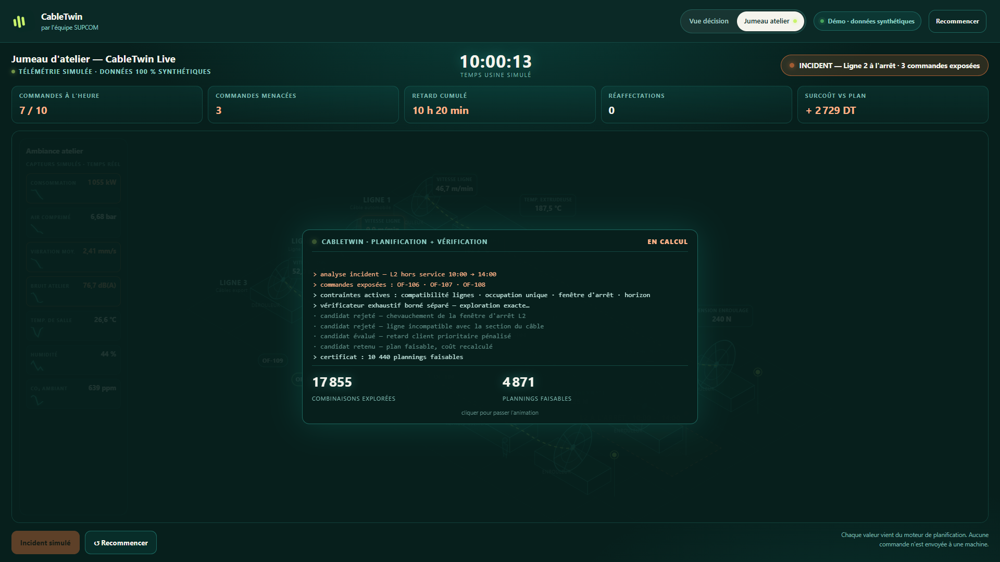 CableTwin
par l'équipe SUPCOM
Vue décision
Jumeau atelier
Démo · données synthétiques
Recommencer
Jumeau d'atelier — CableTwin Live
TÉLÉMÉTRIE SIMULÉE · DONNÉES 100 % SYNTHÉTIQUES
10:00:13
TEMPS USINE SIMULÉ
INCIDENT — Ligne 2 à l'arrêt · 3 commandes exposées
COMMANDES À L'HEURE
7 / 10
COMMANDES MENACÉES
3
RETARD CUMULÉ
10 h 20 min
RÉAFFECTATIONS
0
SURCOÛT VS PLAN
+ 2 729 DT
Ambiance atelier
CAPTEURS SIMULÉS · TEMPS RÉEL
CONSOMMATION
1 055 kW
AIR COMPRIMÉ
6,68 bar
VIBRATION MOY.
2,41 mm/s
BRUIT ATELIER
76,7 dB(A)
TEMP. DE SALLE
26,6 °C
HUMIDITÉ
44 %
CO₂ AMBIANT
639 ppm
VITESSE LIGNE
46,7 m/min
LIGNE 1
Câble automobile
TEMP. EXTRUDEUSE
187,5 °C
VITESSE LIGNE
LIGNE 3
Câbles export
DÉROULEUR
OF-109
240 N
ENROULEUR
CABLETWIN · PLANIFICATION + VÉRIFICATION
EN CALCUL
> analyse incident — L2 hors service 10:00 → 14:00
> commandes exposées : OF-106 · OF-107 · OF-108
> contraintes actives : compatibilité lignes · occupation unique · fenêtre d'arrêt · horizon
> vérificateur exhaustif borné séparé — exploration exacte…
· candidat rejeté — chevauchement de la fenêtre d'arrêt L2
· candidat rejeté — ligne incompatible avec la section du câble
· candidat évalué — retard client prioritaire pénalisé
· candidat retenu — plan faisable, coût recalculé
> certificat : 10 440 plannings faisables
17 855
COMBINAISONS EXPLORÉES
4 871
PLANNINGS FAISABLES
cliquer pour passer l'animation
Incident simulé
↺ Recommencer
Chaque valeur vient du moteur de planification. Aucune
commande n'est envoyée à une machine.